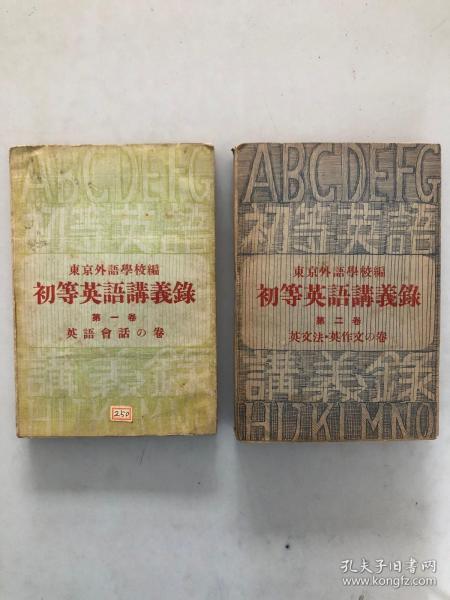 ABCDEFG
初等英語
東京外語學校編
初等英語講義錄
第一卷
英語會話の卷
講義錄
HIJKLMNO
250
ABCDEFG
初等英語
東京外語學校編
初等英語講義錄
第二卷
英文法・英作文の卷
講義錄
HIJKLMNO
孔夫子旧书网
www.kongfz.com